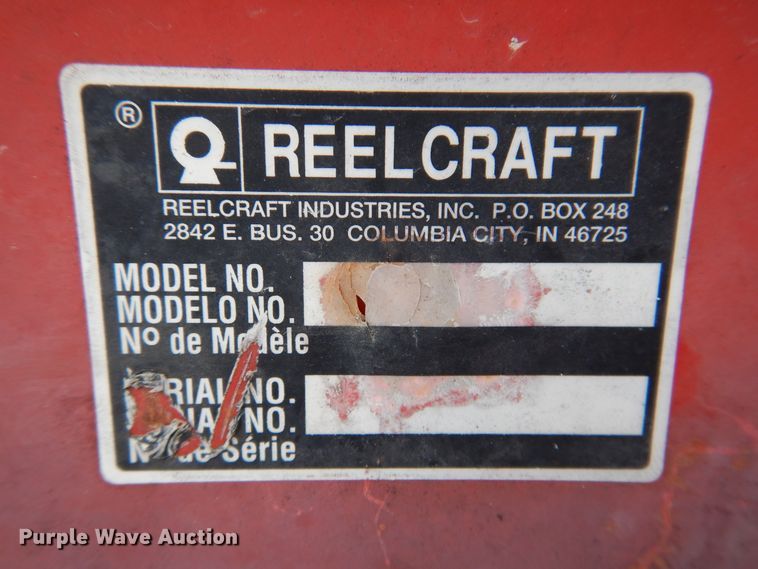 ®
REELCRAFT
REELCRAFT INDUSTRIES, INC. P.O. BOX 248
2842 E. BUS. 30 COLUMBIA CITY, IN 46725
MODEL NO.
MODELO NO.
Nº de Modèle
NO.
NO.
de Série
Purple Wave Auction